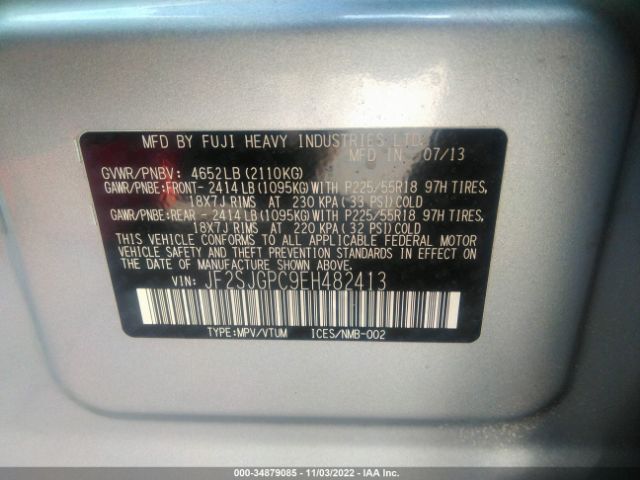 MFD BY FUJI HEAVY INDUSTRIES LTD.
MFD IN 07/13
GVWR/PNBV: 4652LB(2110KG)
GAWR/PNBE:FRONT- 2414LB(1095KG)WITH P225/55R18 97H TIRES,
18X7J RIMS AT 230 KPA(33 PSI)COLD
GAWR/PNBE:REAR - 2414LB(1095KG)WITH P225/55R18 97H TIRES,
18X7J RIMS AT 220 KPA(32 PSI)COLD
THIS VEHICLE CONFORMS TO ALL APPLICABLE FEDERAL MOTOR
VEHICLE SAFETY AND THEFT PREVENTION STANDARDS IN EFFECT ON
THE DATE OF MANUFACTURE SHOWN ABOVE.
VIN: JF2SJGPC9EH482413
TYPE:MPV/VTUM ICES/NMB-002
000-34879085 - 11/03/2022 - IAA Inc.